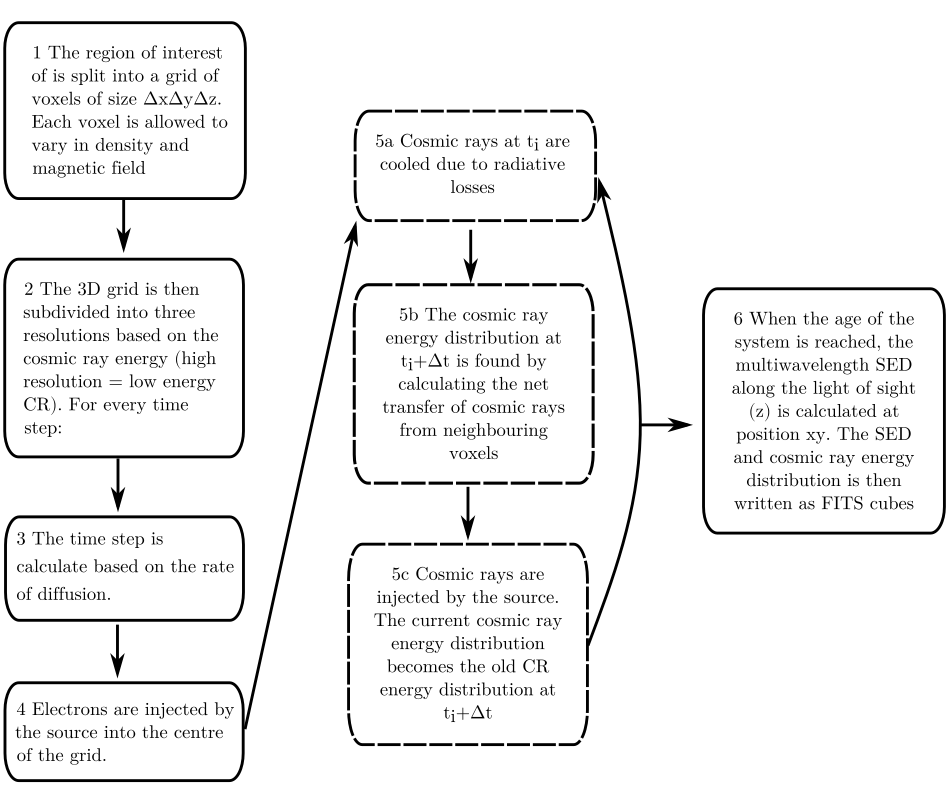 1 The region of interest
of is split into a grid of
voxels of size ΔxΔyΔz.
Each voxel is allowed to
vary in density and
magnetic field
2 The 3D grid is then
subdivided into three
resolutions based on the
cosmic ray energy (high
resolution = low energy
CR). For every time
step:
3 The time step is
calculate based on the rate
of diffusion.
4 Electrons are injected by
the source into the centre
of the grid.
5a Cosmic rays at ti are
cooled due to radiative
losses
5b The cosmic ray
energy distribution at
ti+Δt is found by
calculating the net
transfer of cosmic rays
from neighbouring
voxels
5c Cosmic rays are
injected by the source.
The current cosmic ray
energy distribution
becomes the old CR
energy distribution at
ti+Δt
6 When the age of the
system is reached, the
multiwavelength SED
along the light of sight
(z) is calculated at
position xy. The SED
and cosmic ray energy
distribution is then
written as FITS cubes